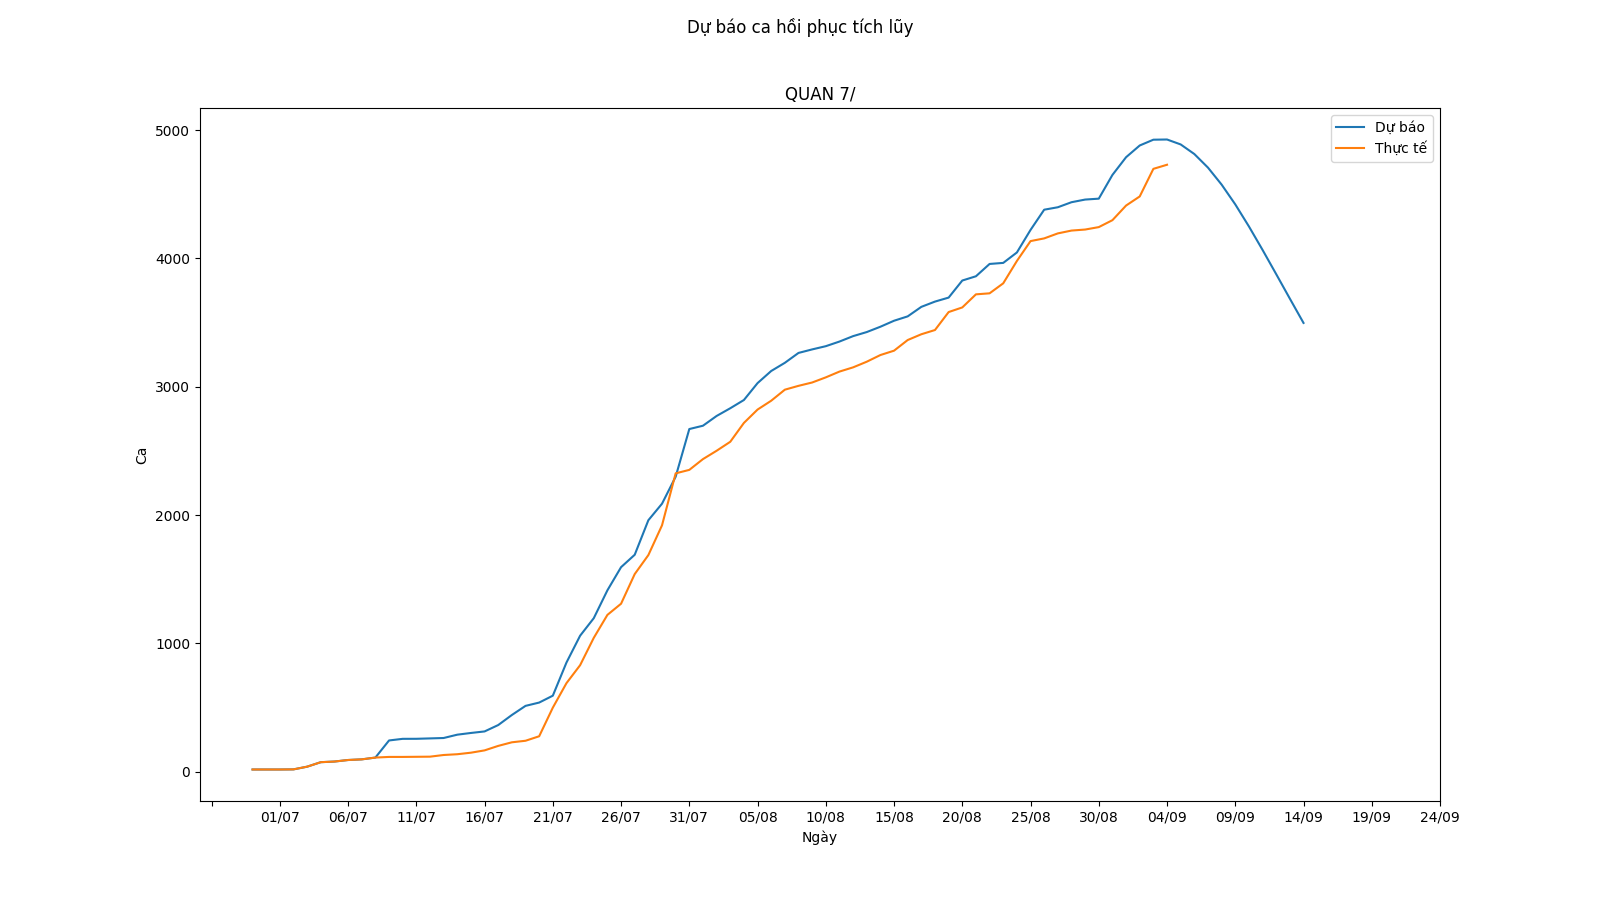 Dự báo ca hồi phục tích lũy
QUAN 7/
Dự báo
Thực tế
5000
4000
3000
2000
1000
0
Ca
01/07 06/07 11/07 16/07 21/07 26/07 31/07 05/08 10/08 15/08 20/08 25/08 30/08 04/09 09/09 14/09 19/09 24/09
Ngày